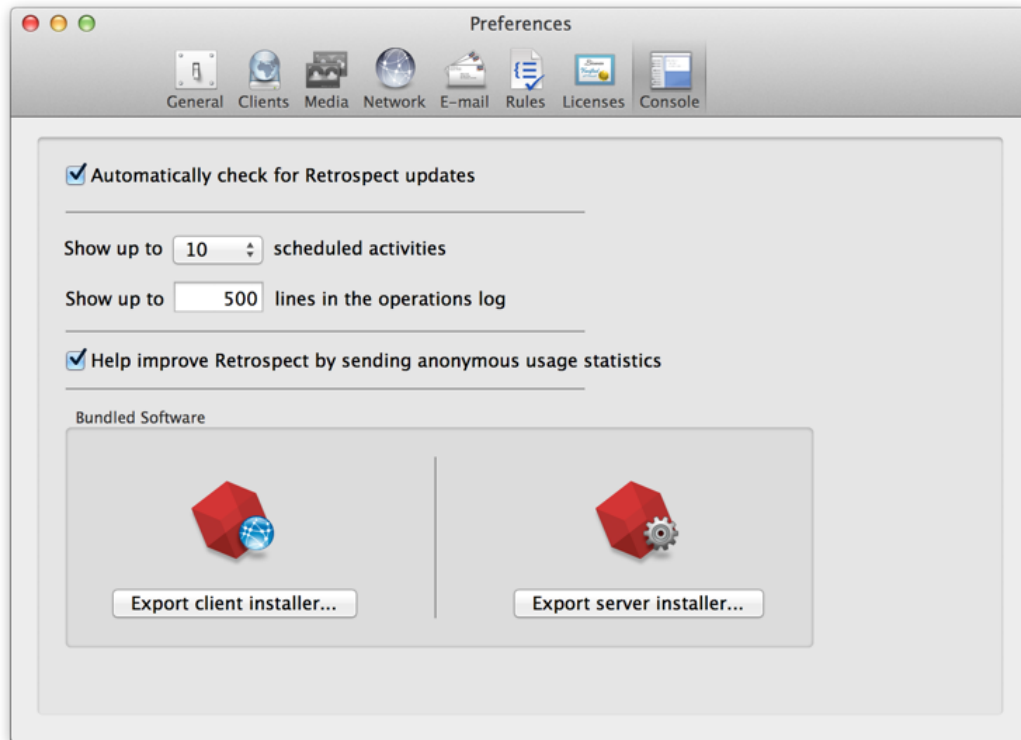 Preferences
General Clients Media Network E-mail Rules Licenses Console
Automatically check for Retrospect updates
Show up to 10 scheduled activities
Show up to 500 lines in the operations log
Help improve Retrospect by sending anonymous usage statistics
Bundled Software
Export client installer... Export server installer...